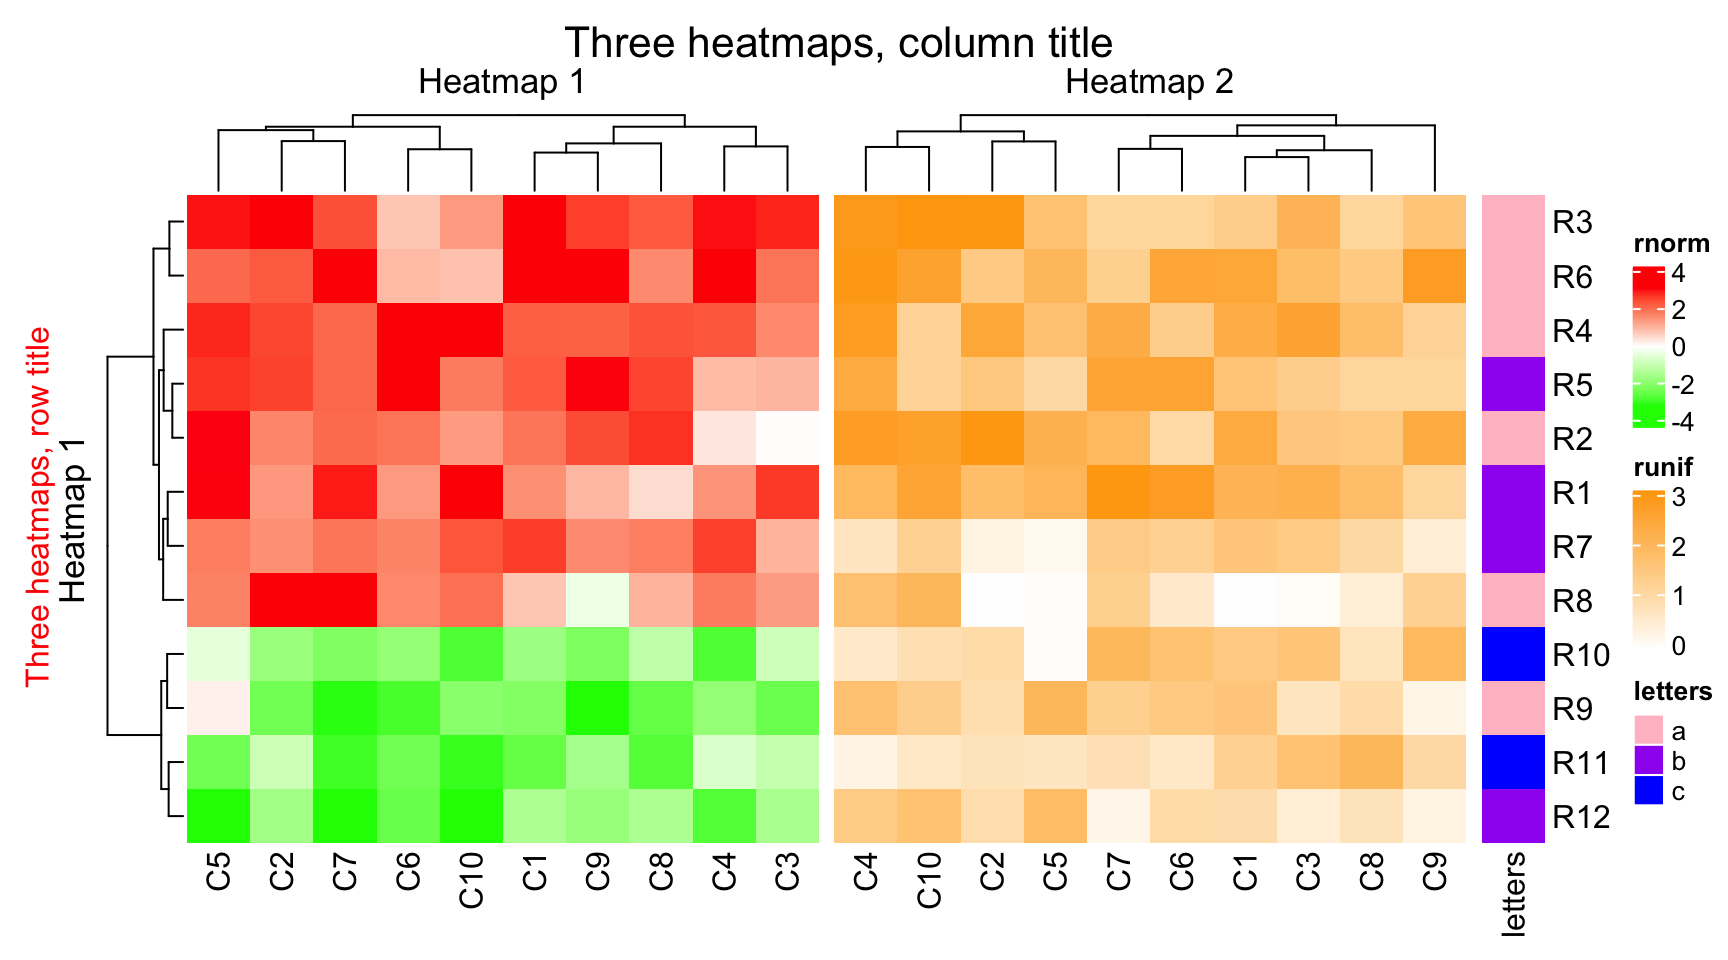 Three heatmaps, column title
Heatmap 1
Heatmap 2
Three heatmaps, row title
Heatmap 1
R3
R6
R4
R5
R2
R1
R7
R8
R10
R9
R11
R12
C5 C2 C7 C6 C10 C1 C9 C8 C4 C3
C4 C10 C2 C5 C7 C6 C1 C3 C8 C9
letters
rnorm
4
2
0
-2
-4
runif
3
2
1
0
letters
a
b
c